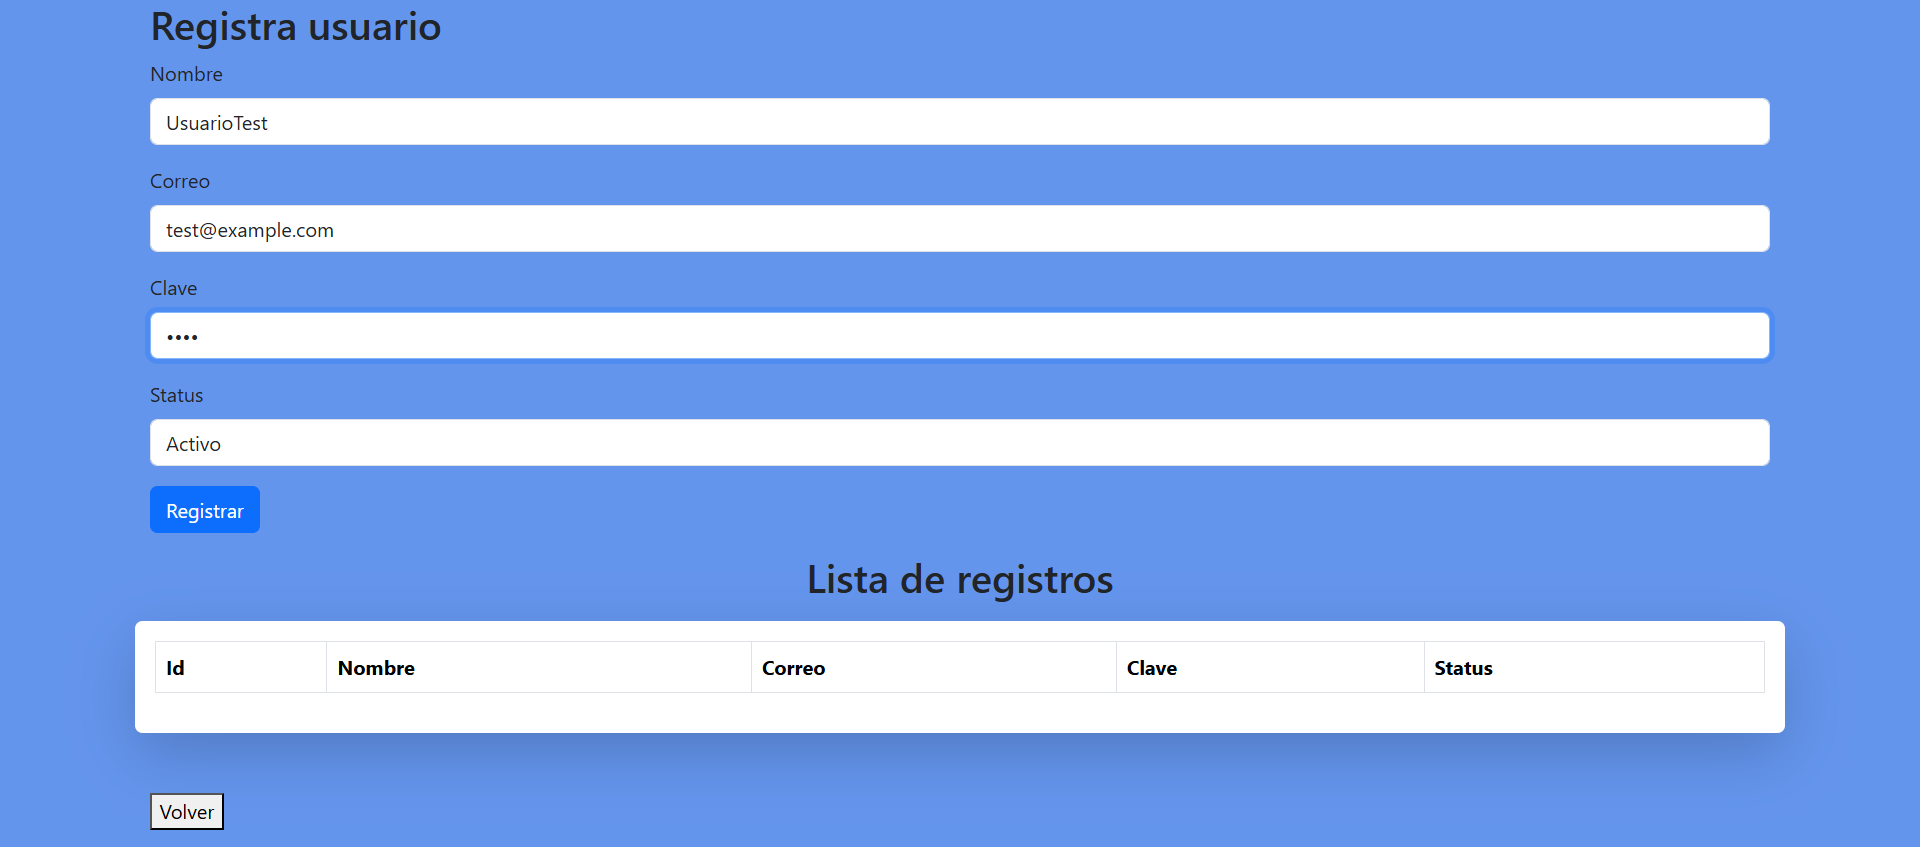 Registra usuario
Nombre
UsuarioTest
Correo
test@example.com
Clave
••••
Status
Activo
Registrar
Lista de registros
Id Nombre Correo Clave Status
Volver